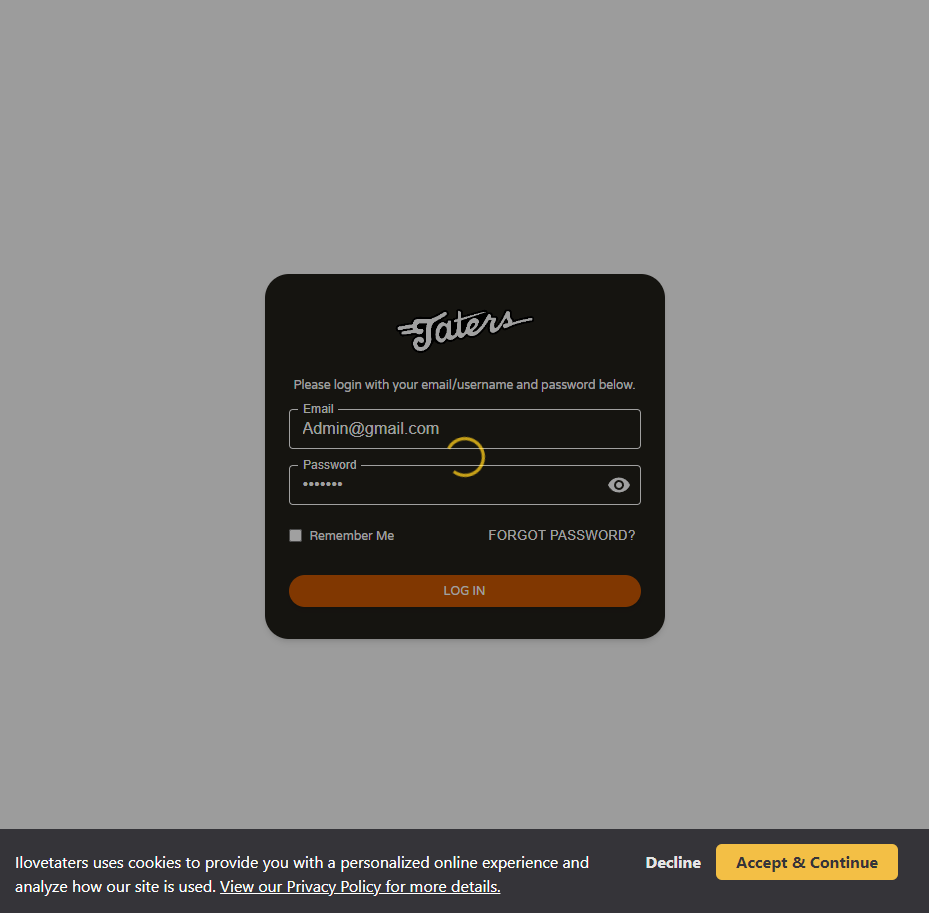 Taters
Please login with your email/username and password below.
Email
Admin@gmail.com
Password
•••••••
Remember Me
FORGOT PASSWORD?
LOG IN
Ilovetaters uses cookies to provide you with a personalized online experience and
analyze how our site is used. View our Privacy Policy for more details.
Decline
Accept & Continue